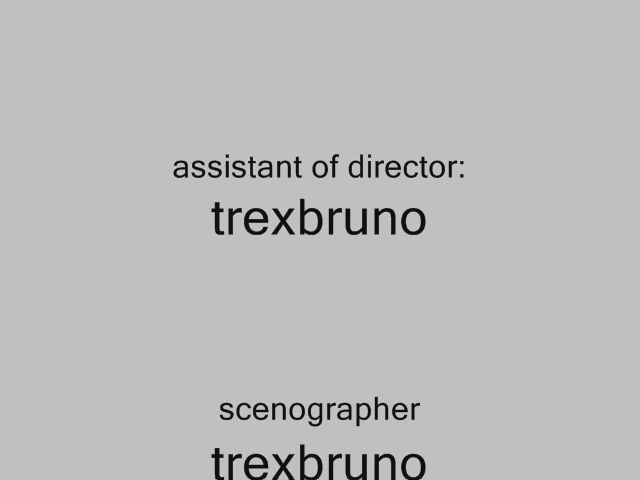 assistant of director:
trexbruno
scenographer
trexbruno